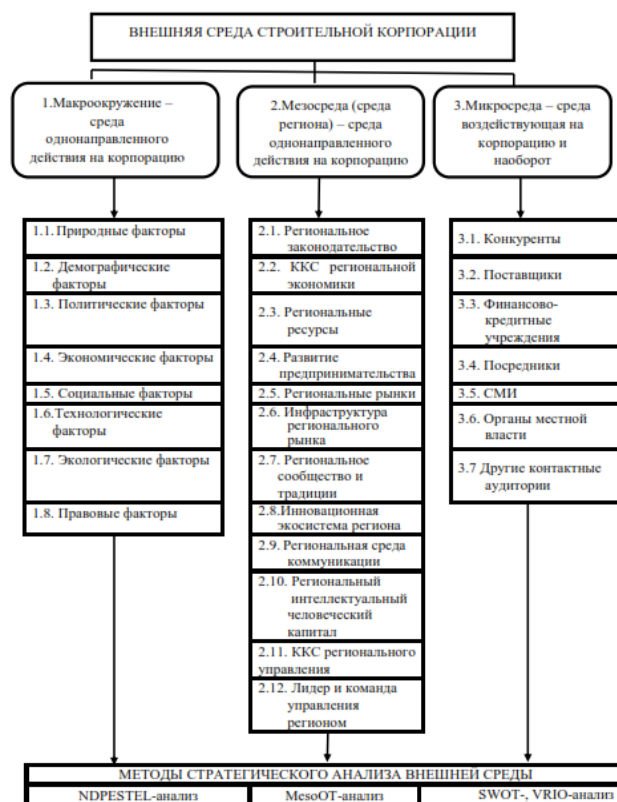 ВНЕШНЯЯ СРЕДА СТРОИТЕЛЬНОЙ КОРПОРАЦИИ
1.Макроокружение –
среда
однонаправленного
действия на корпорацию
2.Мезосреда (среда
региона) – среда
однонаправленного
действия на корпорацию
3.Микросреда – среда
воздействующая на
корпорацию и
наоборот
1.1. Природные факторы
1.2. Демографические
факторы
1.3. Политические факторы
1.4. Экономические факторы
1.5. Социальные факторы
1.6.Технологические
факторы
1.7. Экологические факторы
1.8. Правовые факторы
2.1. Региональное
законодательство
2.2. ККС региональной
экономики
2.3. Региональные
ресурсы
2.4. Развитие
предпринимательства
2.5. Региональные рынки
2.6. Инфраструктура
регионального
рынка
2.7. Региональное
сообщество и
традиции
2.8.Инновационная
экосистема региона
2.9. Региональная среда
коммуникации
2.10. Региональный
интеллектуальный
человеческий
капитал
2.11. ККС регионального
управления
2.12. Лидер и команда
управления
регионом
3.1. Конкуренты
3.2. Поставщики
3.3. Финансово-
кредитные
учреждения
3.4. Посредники
3.5. СМИ
3.6. Органы местной
власти
3.7 Другие контактные
аудитории
МЕТОДЫ СТРАТЕГИЧЕСКОГО АНАЛИЗА ВНЕШНЕЙ СРЕДЫ
NDPESTEL-анализ
MesoOT-анализ
SWOT-, VRIO-анализ